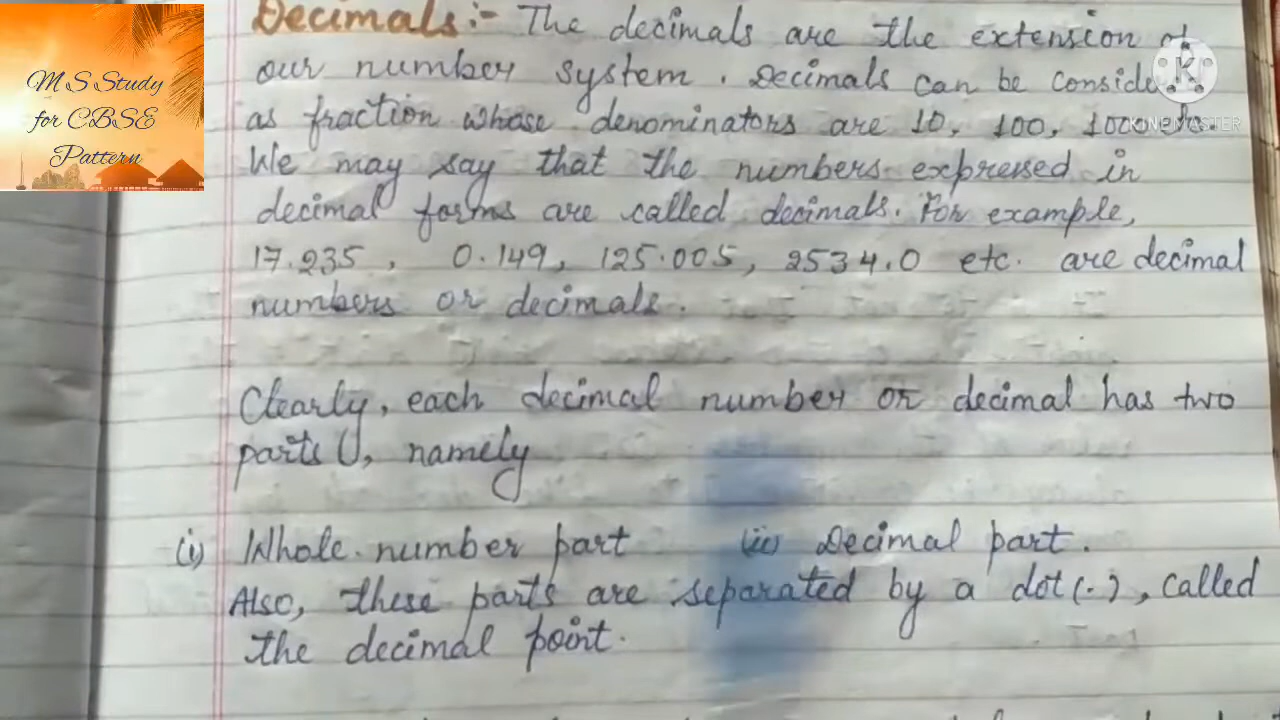 M S Study
for CBSE
Pattern
Decimals:- The decimals are the extension of
our number system. Decimals can be conside
as fraction whose denominators are 10, 100,
We may say that the numbers expressed in
decimal forms are called decimals. For example,
17.235, 0.149, 125.005, 2534.0 etc. are decimal
numbers or decimals.
Clearly, each decimal number or decimal has two
parts, namely
(i) Whole number part (ii) Decimal part.
Also, these parts are separated by a dot (.), called
the decimal point.
K
KINEMASTER